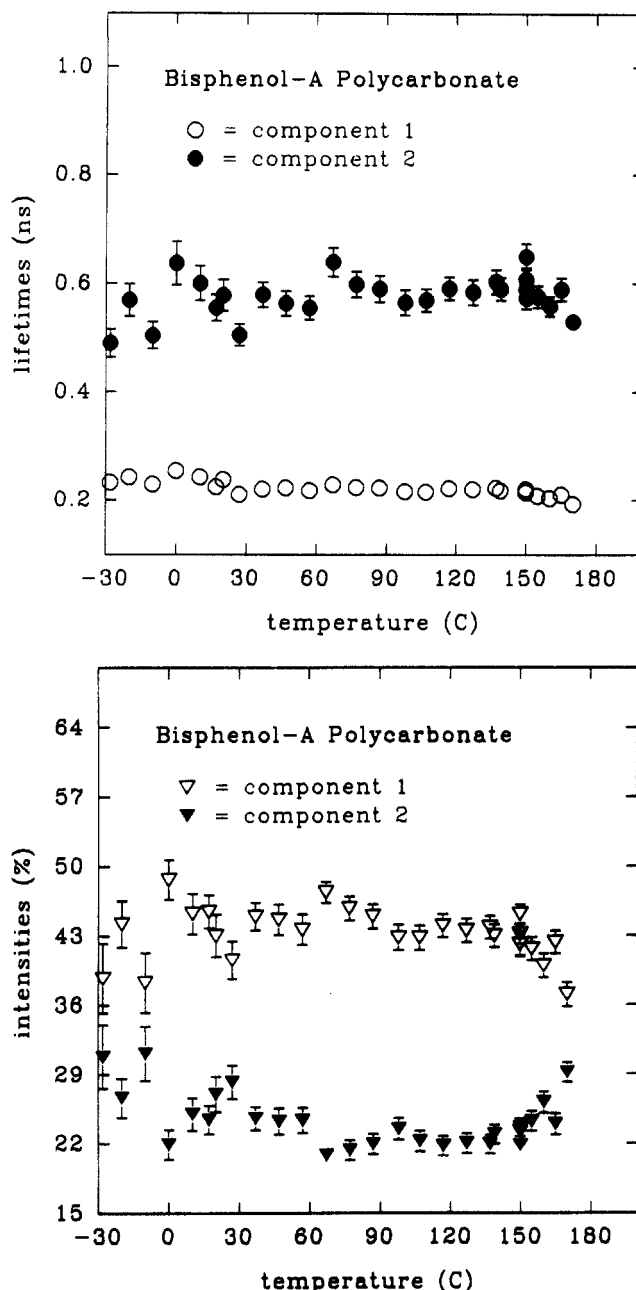 1.0
Bisphenol-A Polycarbonate
○ = component 1
● = component 2
0.8
0.6
0.4
0.2
lifetimes (ns)
-30 0 30 60 90 120 150 180
temperature (C)
64
Bisphenol-A Polycarbonate
▽ = component 1
▼ = component 2
57
50
43
36
29
22
15
intensities (%)
-30 0 30 60 90 120 150 180
temperature (C)